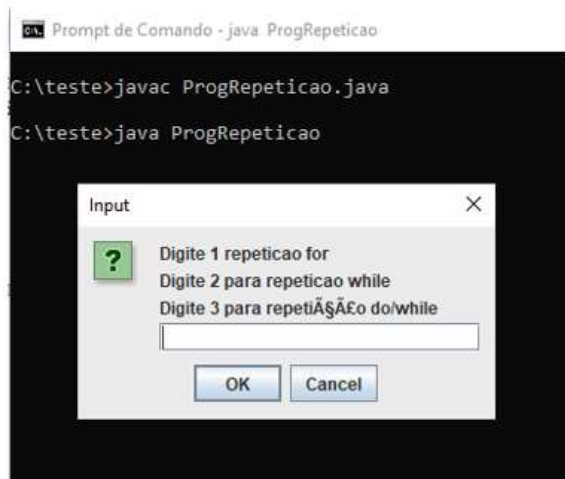 Prompt de Comando - java ProgRepeticao
C:\teste>javac ProgRepeticao.java
C:\teste>java ProgRepeticao
Input
?
Digite 1 repeticao for
Digite 2 para repeticao while
Digite 3 para repetiÃ§Ã£o do/while
OK Cancel